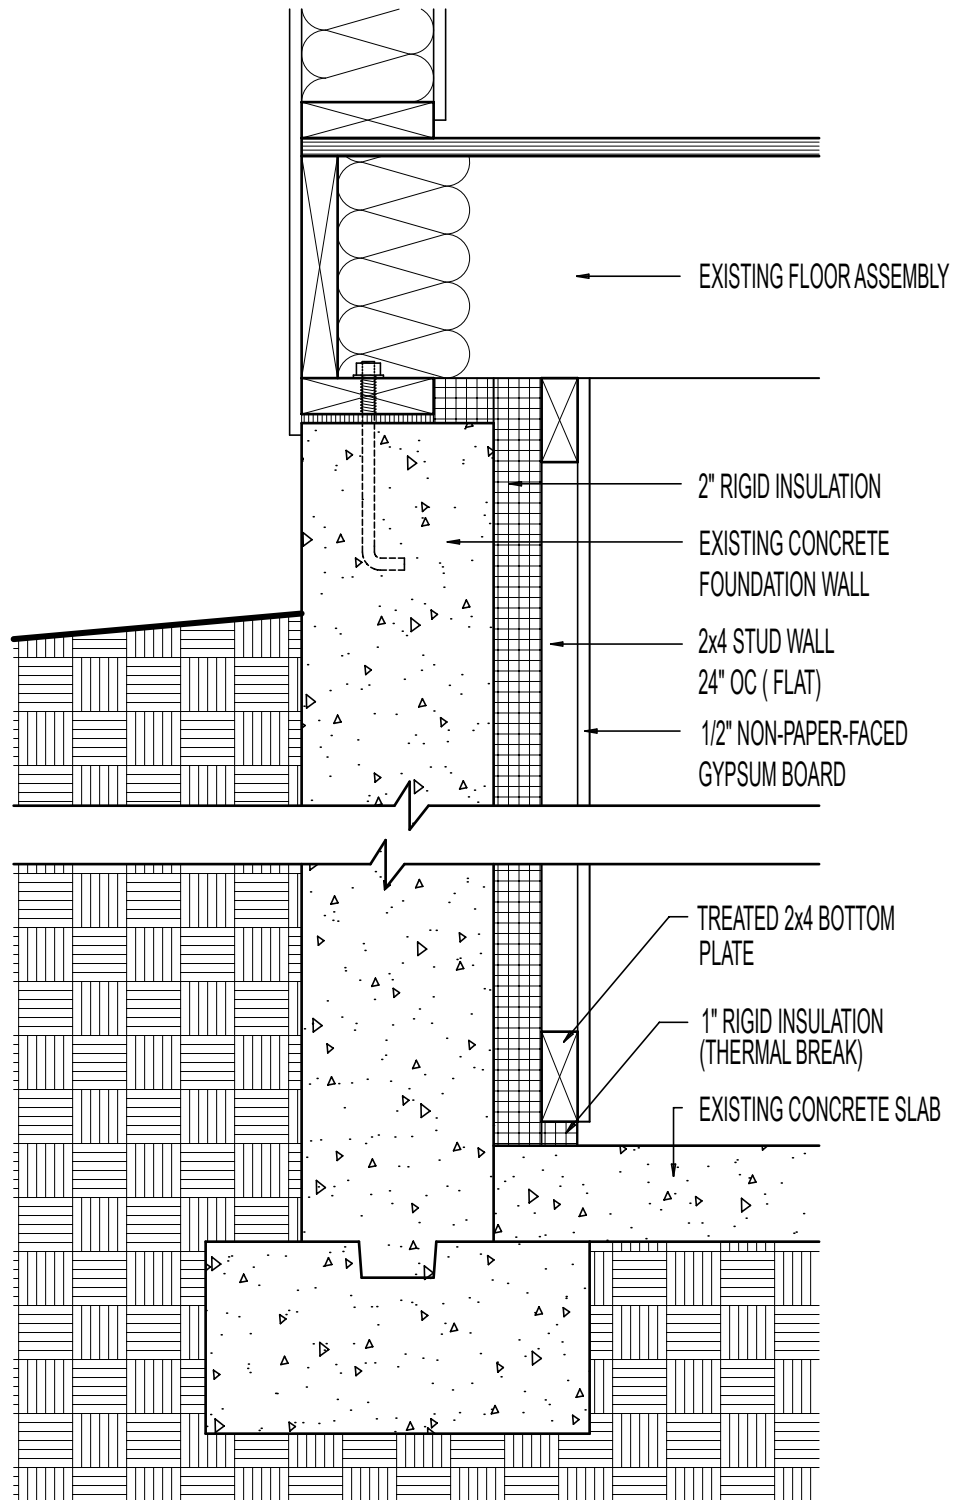 EXISTING FLOOR ASSEMBLY
2" RIGID INSULATION
EXISTING CONCRETE
FOUNDATION WALL
2x4 STUD WALL
24" OC ( FLAT)
1/2" NON-PAPER-FACED
GYPSUM BOARD
TREATED 2x4 BOTTOM
PLATE
1" RIGID INSULATION
(THERMAL BREAK)
EXISTING CONCRETE SLAB